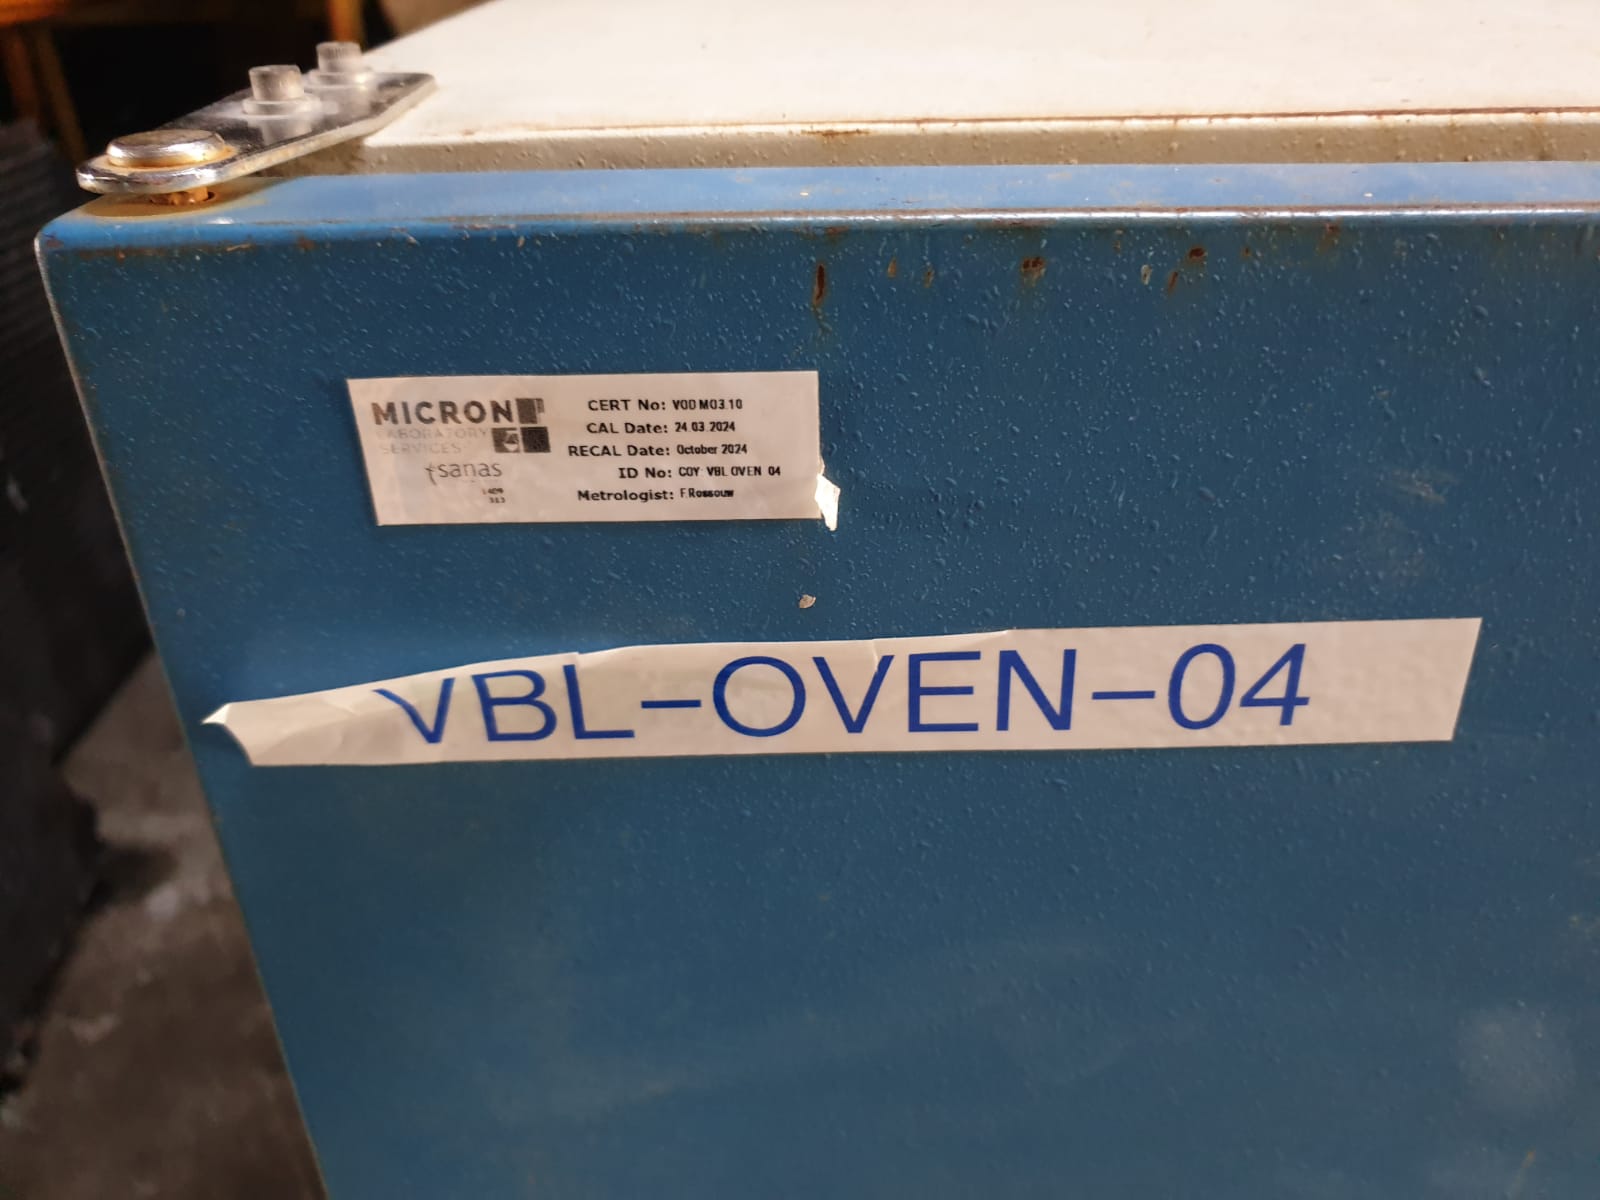 MICRON
LABORATORY
SERVICES
sanas
CERT No: VODM03.10
CAL Date: 24.03.2024
RECAL Date: October 2024
ID No: COY VBL OVEN 04
Metrologist: F.Rossouw
VBL-OVEN-04